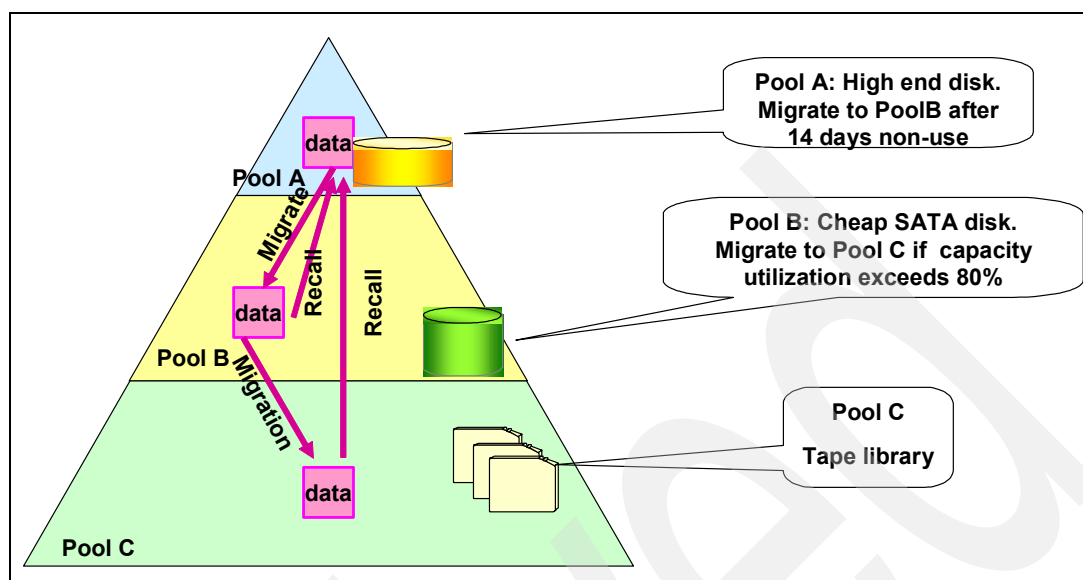 data
Pool A
Migrate
Recall
Recall
data
Pool B
Migration
data
Pool C
Pool A: High end disk.
Migrate to PoolB after
14 days non-use
Pool B: Cheap SATA disk.
Migrate to Pool C if capacity
utilization exceeds 80%
Pool C
Tape library